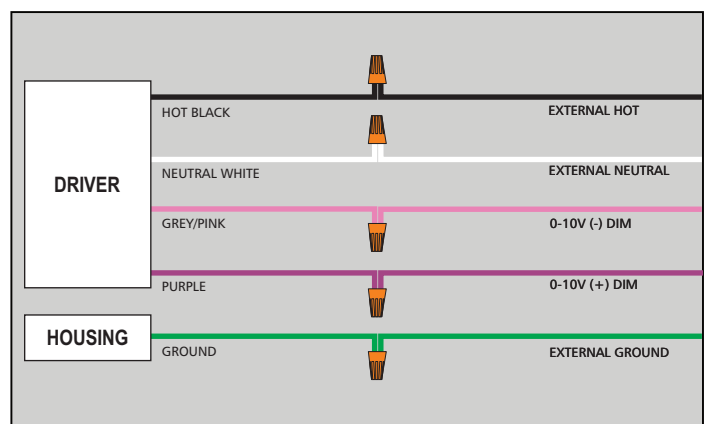 HOT BLACK
EXTERNAL HOT
DRIVER
NEUTRAL WHITE
EXTERNAL NEUTRAL
GREY/PINK
0-10V (-) DIM
PURPLE
0-10V (+) DIM
HOUSING
GROUND
EXTERNAL GROUND